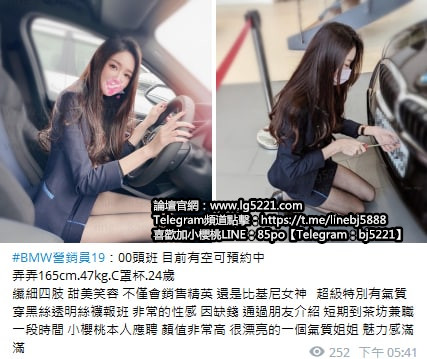 論壇官網：www.lg5221.com
Telegram頻道點擊：https://t.me/linebj5888
喜歡加小櫻桃LINE：85po【Telegram：bj5221】
#BMW營銷員19：00頭班 目前有空可預約中
弄弄165cm.47kg.C罩杯.24歲
纖細四肢 甜美笑容 不僅會銷售精英 還是比基尼女神 超級特別有氣質
穿黑絲透明絲襪報班 非常的性感 因缺錢 通過朋友介紹 短期到茶坊兼職
一段時間 小櫻桃本人應聘 顏值非常高 很漂亮的一個氣質姐姐 魅力感滿
滿
252 下午 05:41